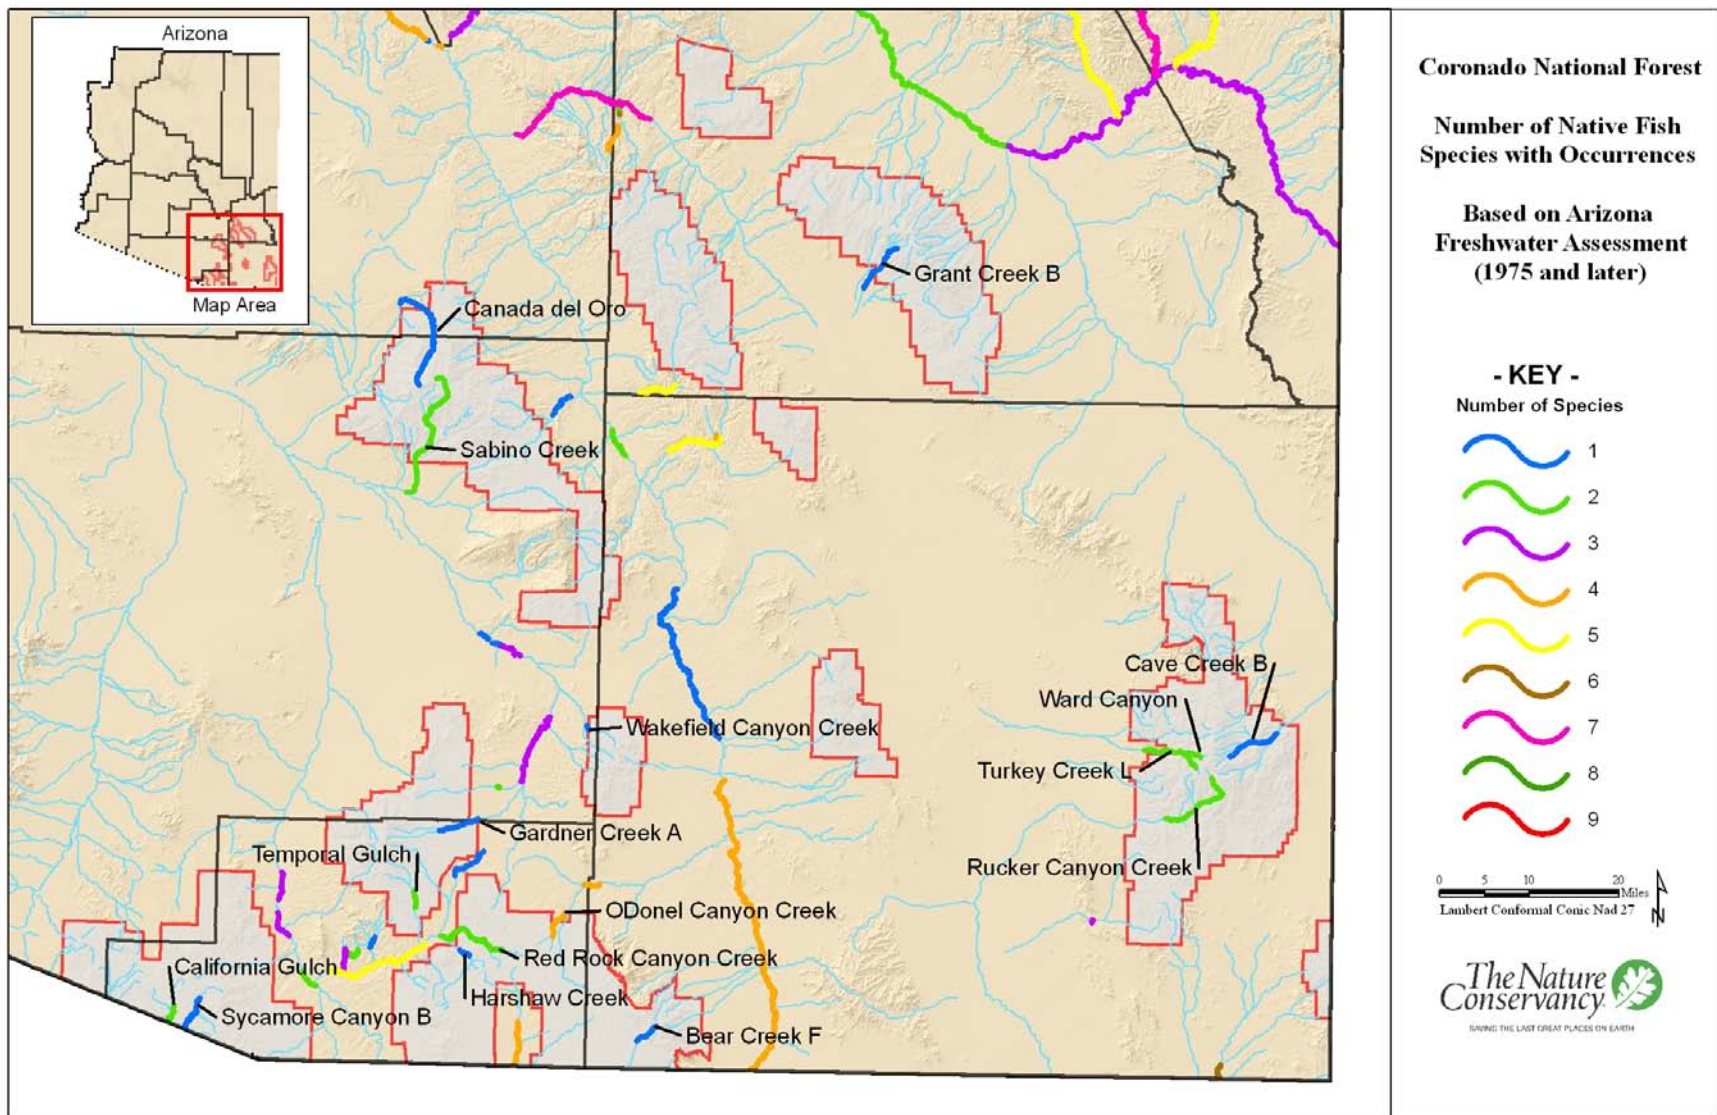 Arizona
Map Area
Canada del Oro
Grant Creek B
Sabino Creek
Cave Creek B
Ward Canyon
Wakefield Canyon Creek
Turkey Creek L
Gardner Creek A
Temporal Gulch
Rucker Canyon Creek
ODonel Canyon Creek
Red Rock Canyon Creek
California Gulch
Harshaw Creek
Sycamore Canyon B
Bear Creek F
Coronado National Forest
Number of Native Fish
Species with Occurrences
Based on Arizona
Freshwater Assessment
(1975 and later)
- KEY -
Number of Species
1
2
3
4
5
6
7
8
9
0 5 10 20
Miles
Lambert Conformal Conic Nad 27
N
The Nature
Conservancy
SAVING THE LAST GREAT PLACES ON EARTH